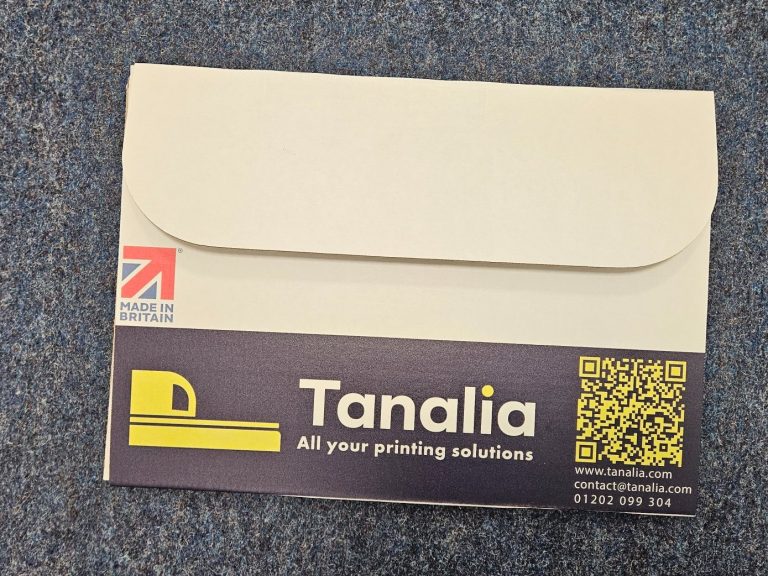 MADE IN
BRITAIN
®
Tanalia
All your printing solutions
www.tanalia.com
contact@tanalia.com
01202 099 304